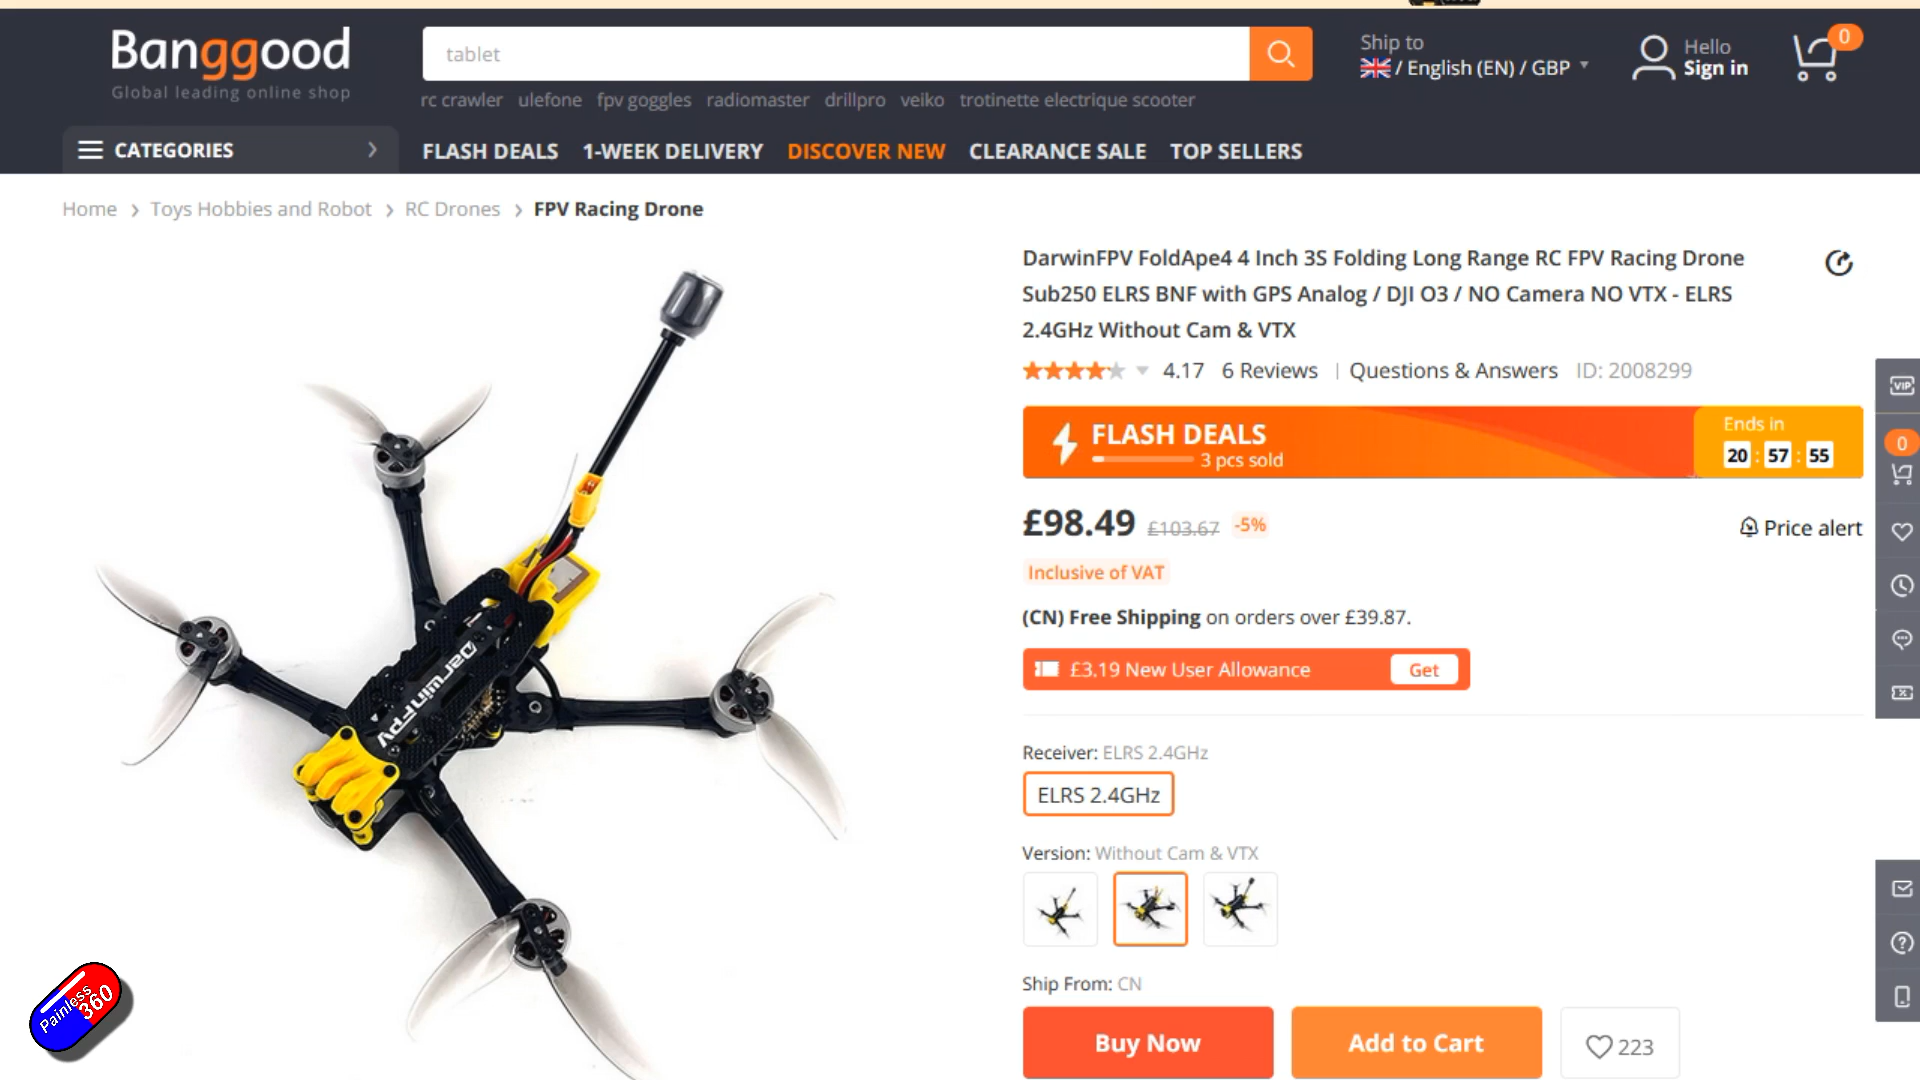 Banggood
Global leading online shop
tablet
Ship to
/ English (EN) / GBP
Hello
Sign in
0
rc crawler ulefone fpv goggles radiomaster drillpro veiko trotinette electrique scooter
CATEGORIES
FLASH DEALS 1-WEEK DELIVERY DISCOVER NEW CLEARANCE SALE TOP SELLERS
Home > Toys Hobbies and Robot > RC Drones > FPV Racing Drone
DarwinFPV FoldApe4 4 Inch 3S Folding Long Range RC FPV Racing Drone
Sub250 ELRS BNF with GPS Analog / DJI O3 / NO Camera NO VTX - ELRS
2.4GHz Without Cam & VTX
4.17 6 Reviews | Questions & Answers ID: 2008299
VIP
FLASH DEALS
3 pcs sold
Ends in
20 : 57 : 55
0
£98.49 £103.67 -5%
Price alert
Inclusive of VAT
(CN) Free Shipping on orders over £39.87.
£3.19 New User Allowance Get
DarwinFPV
Receiver: ELRS 2.4GHz
ELRS 2.4GHz
Version: Without Cam & VTX
Ship From: CN
Buy Now
Add to Cart
223
Painless
360